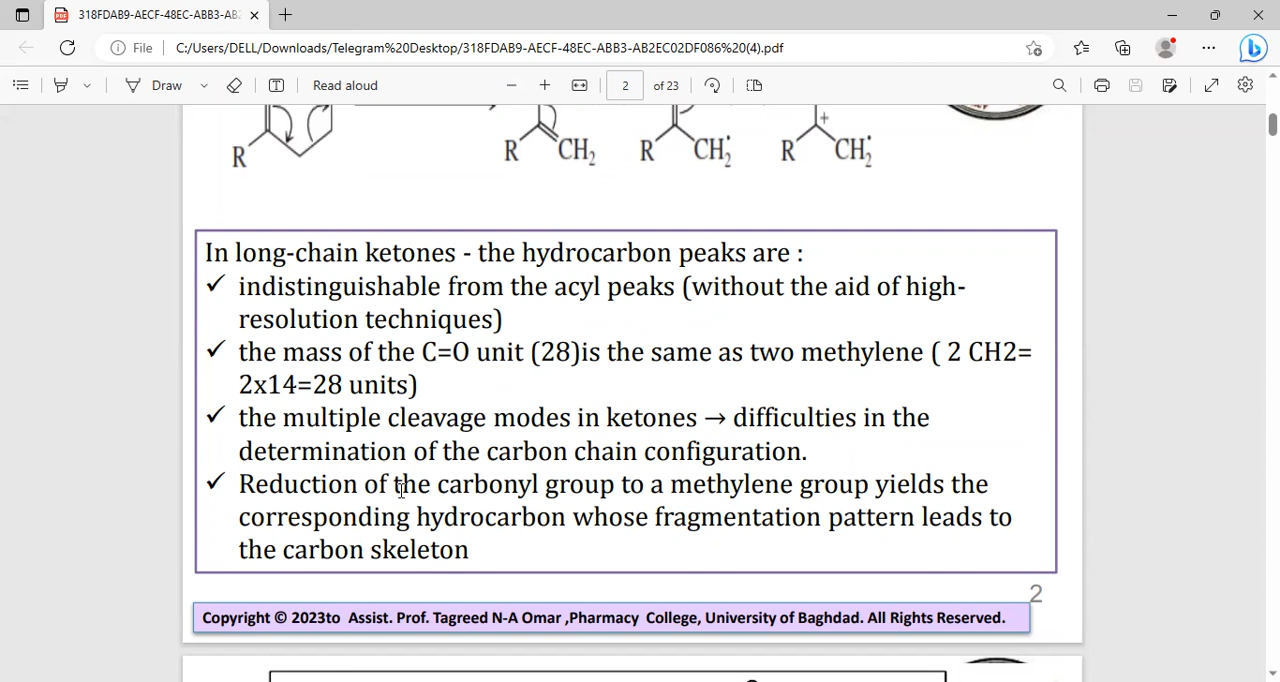 318FDAB9-AECF-48EC-ABB3-AB2
File C:/Users/DELL/Downloads/Telegram%20Desktop/318FDAB9-AECF-48EC-ABB3-AB2EC02DF086%20(4).pdf
Draw Read aloud 2 of 23
R R CH2 R CH2 R + CH2
In long-chain ketones - the hydrocarbon peaks are :
✓ indistinguishable from the acyl peaks (without the aid of high-
resolution techniques)
✓ the mass of the C=O unit (28)is the same as two methylene ( 2 CH2=
2x14=28 units)
✓ the multiple cleavage modes in ketones → difficulties in the
determination of the carbon chain configuration.
✓ Reduction of the carbonyl group to a methylene group yields the
corresponding hydrocarbon whose fragmentation pattern leads to
the carbon skeleton
2
Copyright © 2023to Assist. Prof. Tagreed N-A Omar ,Pharmacy College, University of Baghdad. All Rights Reserved.